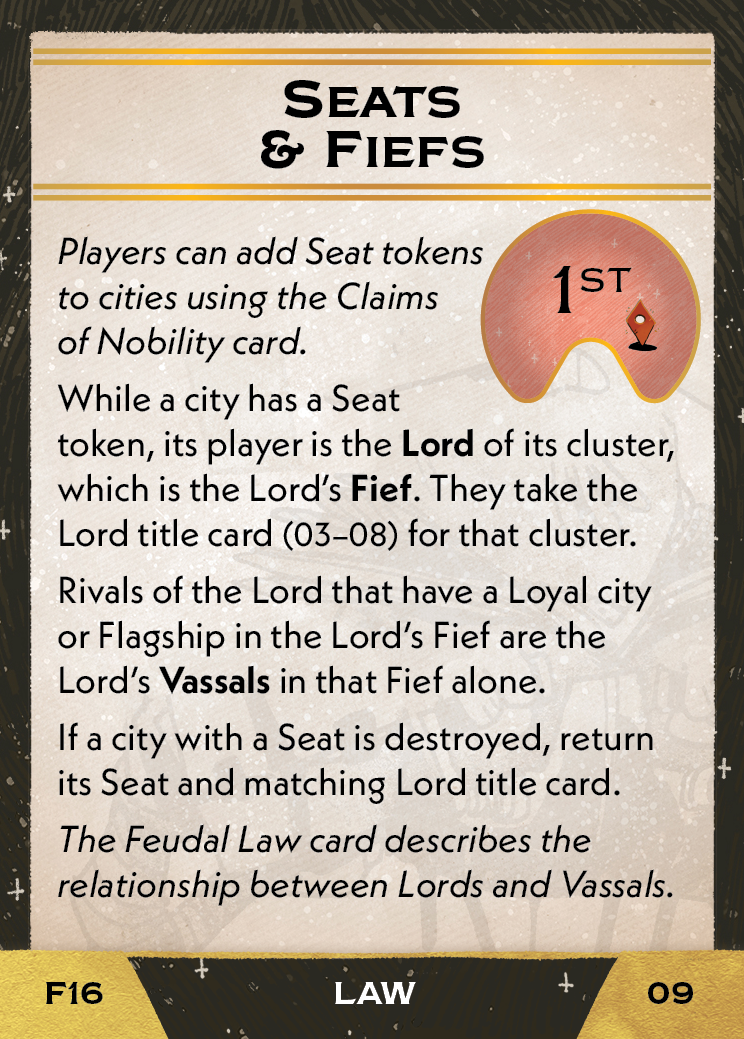 SEATS
& FIEFS
Players can add Seat tokens
to cities using the Claims
of Nobility card.
1ST
While a city has a Seat
token, its player is the Lord of its cluster,
which is the Lord's Fief. They take the
Lord title card (03–08) for that cluster.
Rivals of the Lord that have a Loyal city
or Flagship in the Lord's Fief are the
Lord's Vassals in that Fief alone.
If a city with a Seat is destroyed, return
its Seat and matching Lord title card.
The Feudal Law card describes the
relationship between Lords and Vassals.
F16
LAW
09